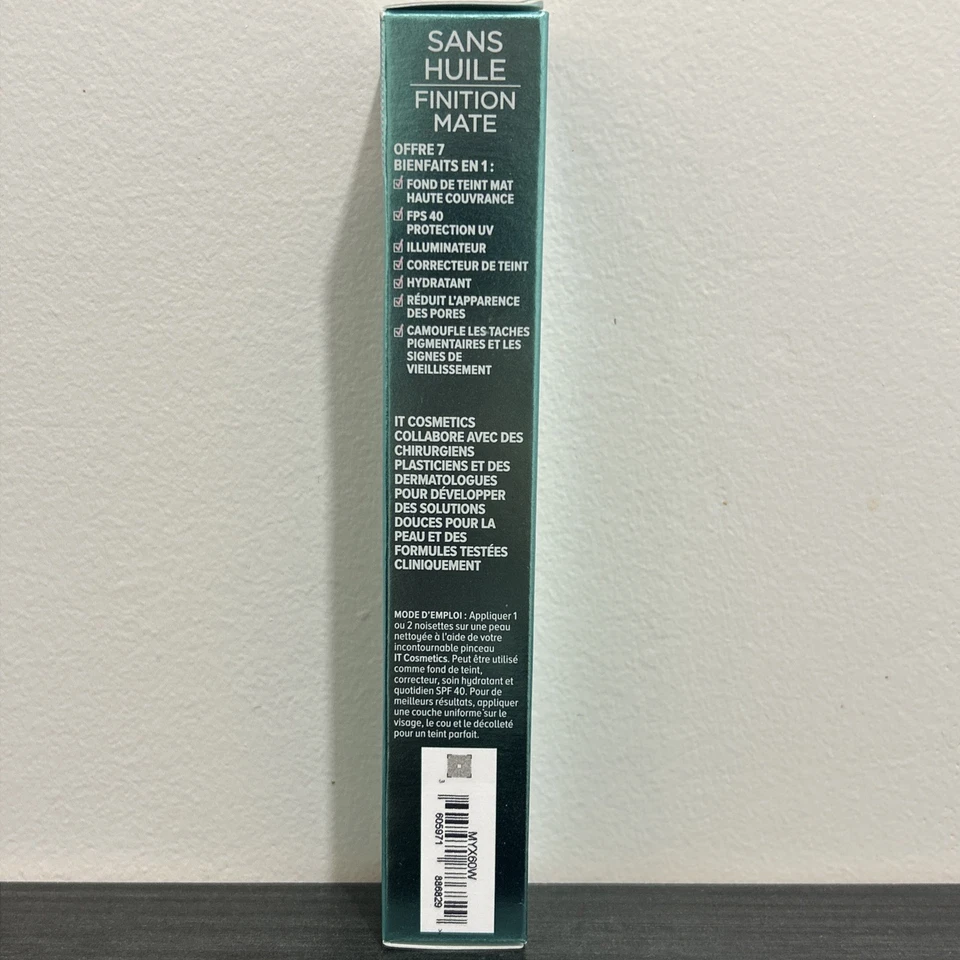 SANS
HUILE
FINITION
MATE
OFFRE 7
BIENFAITS EN 1 :
FOND DE TEINT MAT
HAUTE COUVRANCE
FPS 40
PROTECTION UV
ILLUMINATEUR
CORRECTEUR DE TEINT
HYDRATANT
RÉDUIT L'APPARENCE
DES PORES
CAMOUFLE LES TACHES
PIGMENTAIRES ET LES
SIGNES DE
VIEILLISSEMENT
IT COSMETICS
COLLABORE AVEC DES
CHIRURGIENS
PLASTICIENS ET DES
DERMATOLOGUES
POUR DÉVELOPPER
DES SOLUTIONS
DOUCES POUR LA
PEAU ET DES
FORMULES TESTÉES
CLINIQUEMENT
MODE D'EMPLOI : Appliquer 1
ou 2 noisettes sur une peau
nettoyée à l'aide de votre
incontournable pinceau
IT Cosmetics. Peut être utilisé
comme fond de teint,
correcteur, soin hydratant et
quotidien SPF 40. Pour de
meilleurs résultats, appliquer
une couche uniforme sur le
visage, le cou et le décolleté
pour un teint parfait.
MYX60W
3 605971 886829